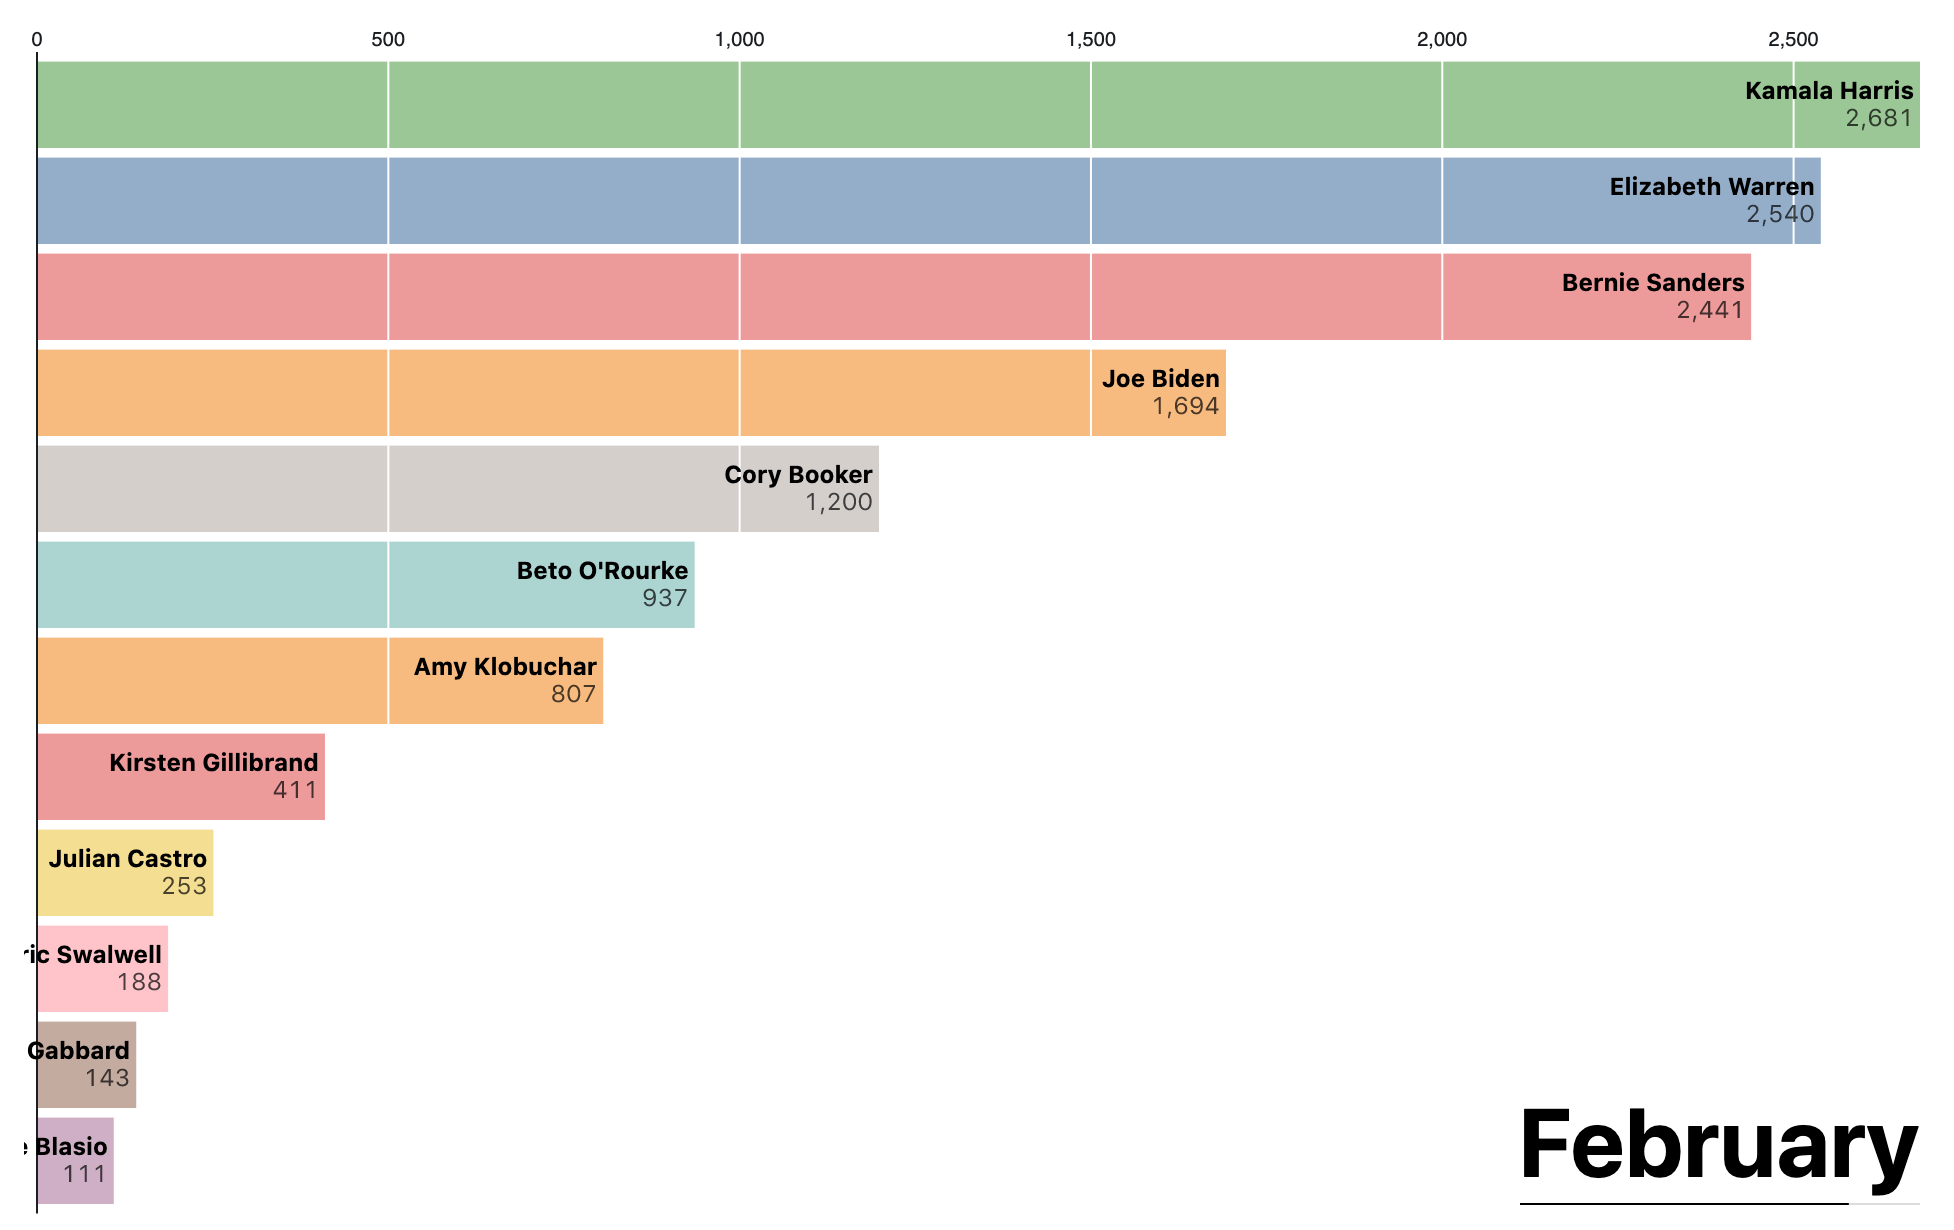 0 500 1,000 1,500 2,000 2,500
Kamala Harris
2,681
Elizabeth Warren
2,540
Bernie Sanders
2,441
Joe Biden
1,694
Cory Booker
1,200
Beto O'Rourke
937
Amy Klobuchar
807
Kirsten Gillibrand
411
Julian Castro
253
ric Swalwell
188
Gabbard
143
e Blasio
111
February